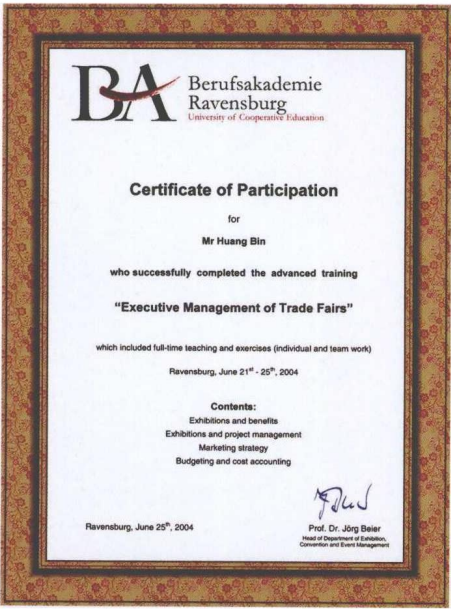 BA
Berufsakademie
Ravensburg
University of Cooperative Education
Certificate of Participation
for
Mr Huang Bin
who successfully completed the advanced training
“Executive Management of Trade Fairs”
which included full-time teaching and exercises (individual and team work)
Ravensburg, June 21st - 25th, 2004
Contents:
Exhibitions and benefits
Exhibitions and project management
Marketing strategy
Budgeting and cost accounting
Ravensburg, June 25th, 2004
Prof. Dr. Jörg Beier
Head of Department of Exhibition,
Convention and Event Management